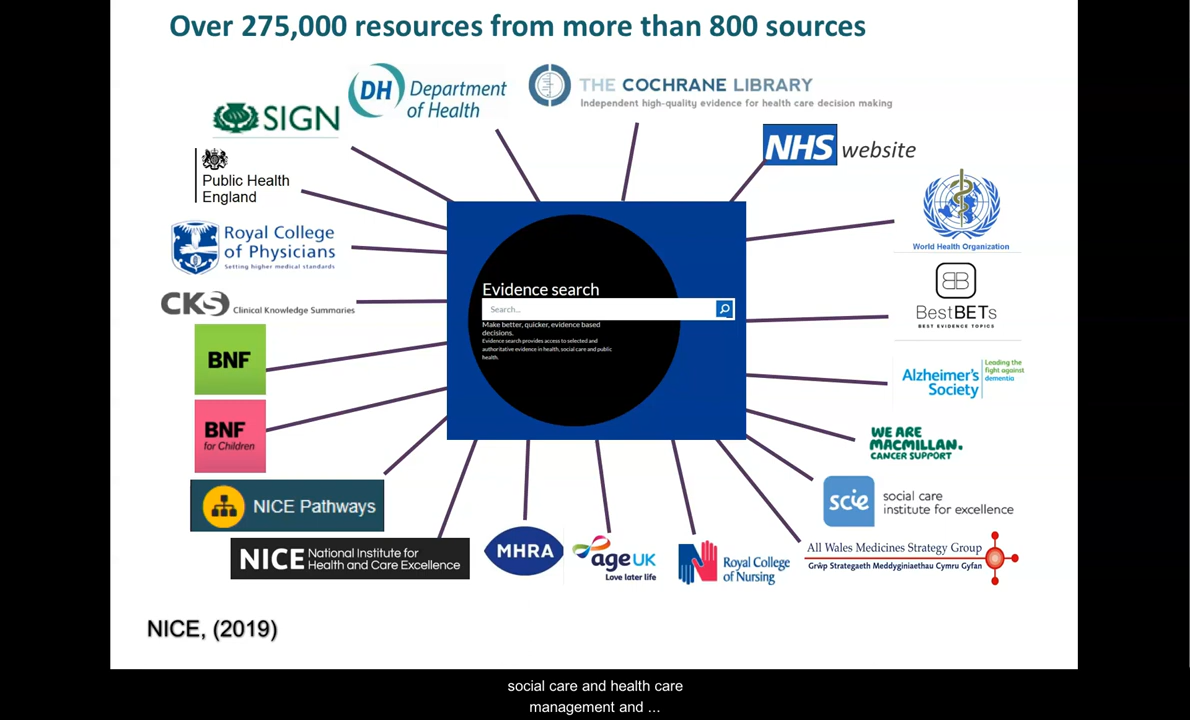 Over 275,000 resources from more than 800 sources
DH Department
of Health
THE COCHRANE LIBRARY
Independent high-quality evidence for health care decision making
SIGN
NHS website
Public Health
England
World Health Organization
Royal College
of Physicians
Setting higher medical standards
BB
BestBETs
BEST EVIDENCE TOPICS
CKS Clinical Knowledge Summaries
Evidence search
Search...
Make better, quicker, evidence based
decisions.
Evidence search provides access to selected and
authoritative evidence in health, social care and public
health.
BNF
Alzheimer's
Society
Leading the
fight against
dementia
BNF
for Children
WE ARE
MACMILLAN.
CANCER SUPPORT
NICE Pathways
scie social care
institute for excellence
NICE National Institute for
Health and Care Excellence
MHRA
age UK
Love later life
Royal College
of Nursing
All Wales Medicines Strategy Group
Grŵp Strategaeth Meddyginiaethau Cymru Gyfan
NICE, (2019)
social care and health care
management and ...